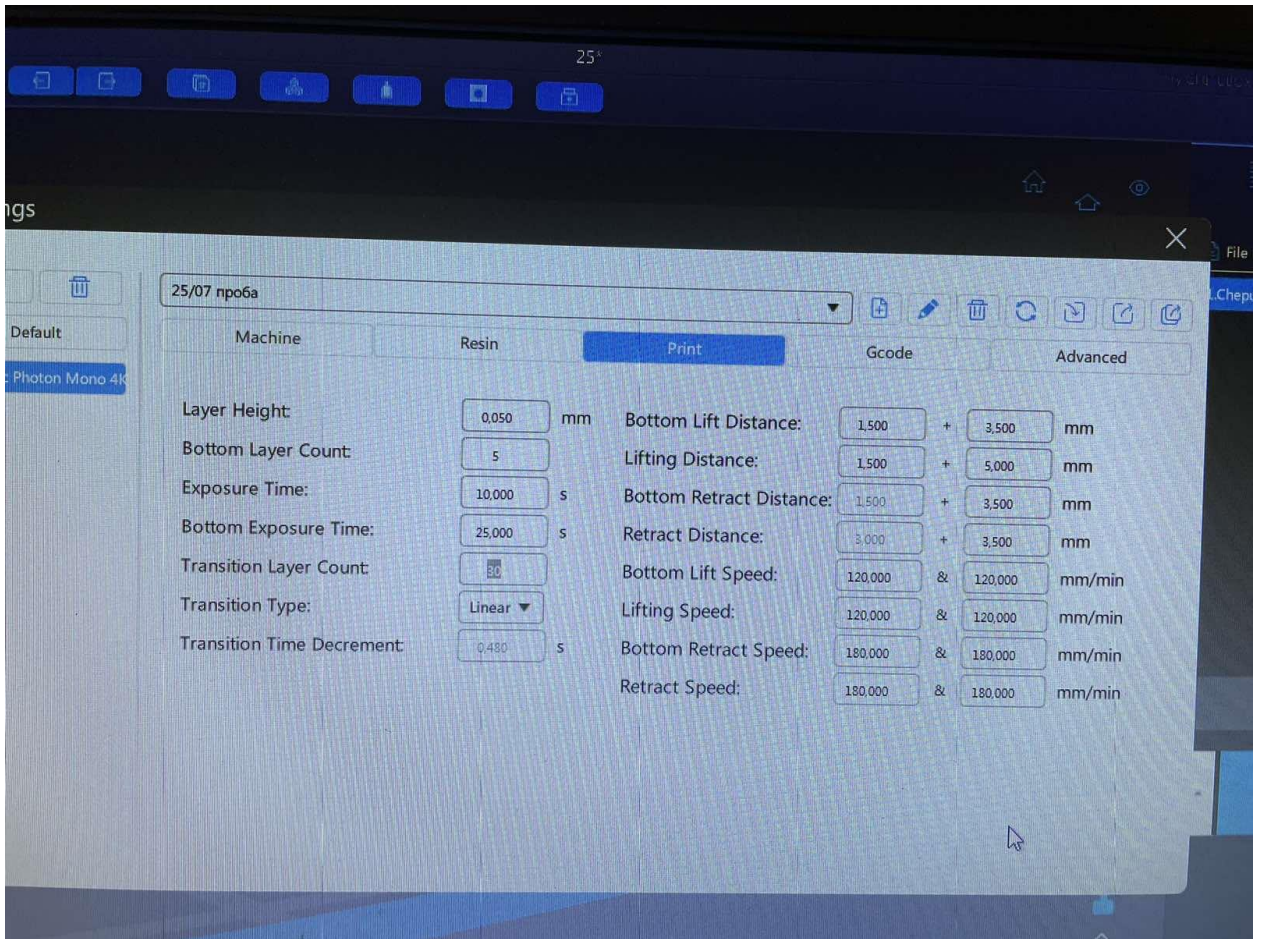 25°
ngs
File
25/07 проба
.Chepu
Default
Machine
Resin
Print
Gcode
Advanced
Photon Mono 4K
Layer Height:
0,050
mm
Bottom Layer Count:
5
Exposure Time:
10,000
s
Bottom Exposure Time:
25,000
s
Transition Layer Count:
30
Transition Type:
Linear
Transition Time Decrement:
0,480
s
Bottom Lift Distance:
1,500 + 3,500 mm
Lifting Distance:
1,500 + 5,000 mm
Bottom Retract Distance:
1,500 + 3,500 mm
Retract Distance:
3,000 + 3,500 mm
Bottom Lift Speed:
120,000 & 120,000 mm/min
Lifting Speed:
120,000 & 120,000 mm/min
Bottom Retract Speed:
180,000 & 180,000 mm/min
Retract Speed:
180,000 & 180,000 mm/min